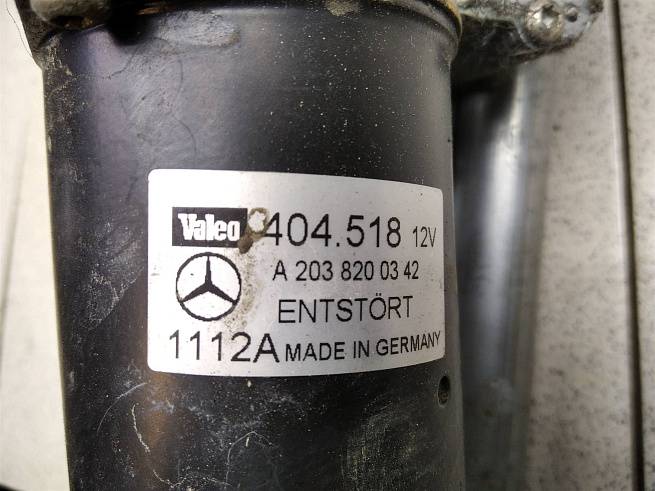 Valeo 404.518 12V
A 203 820 03 42
ENTSTÖRT
1112A MADE IN GERMANY